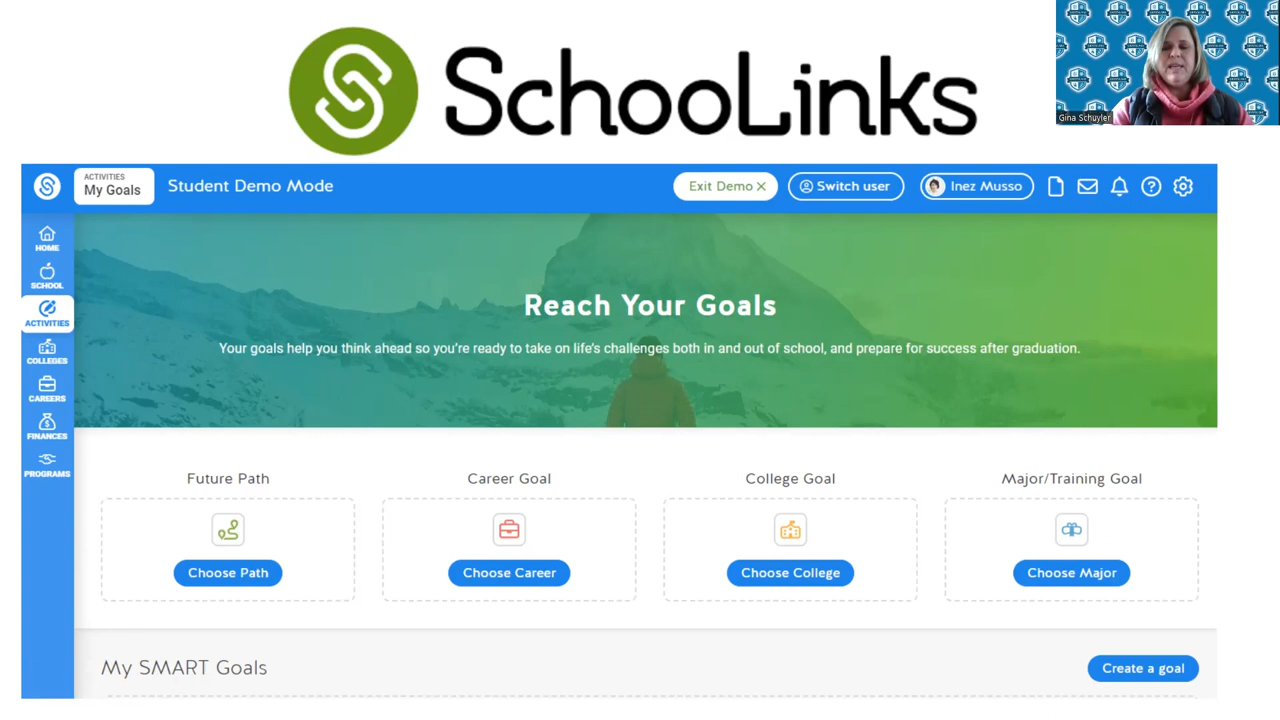 SchooLinks
Gina Schuyler
ACTIVITIES
My Goals
Student Demo Mode
Exit Demo ×
Switch user
Inez Musso
HOME
SCHOOL
ACTIVITIES
COLLEGES
CAREERS
FINANCES
PROGRAMS
Reach Your Goals
Your goals help you think ahead so you're ready to take on life's challenges both in and out of school, and prepare for success after graduation.
Future Path
Career Goal
College Goal
Major/Training Goal
Choose Path
Choose Career
Choose College
Choose Major
My SMART Goals
Create a goal